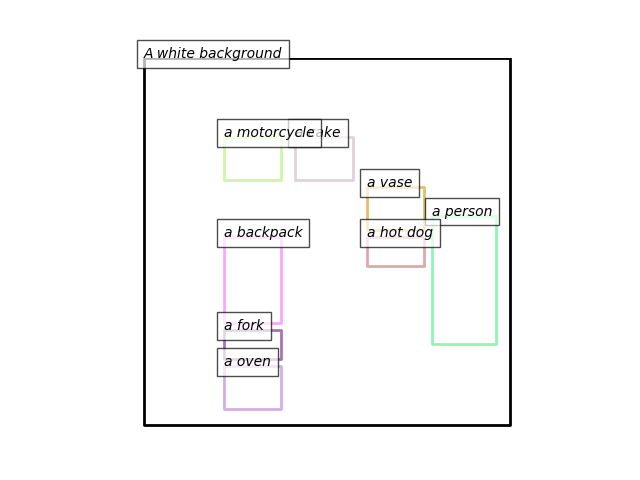 A white background
a motorcycle
a cake
a vase
a person
a backpack
a hot dog
a fork
a oven